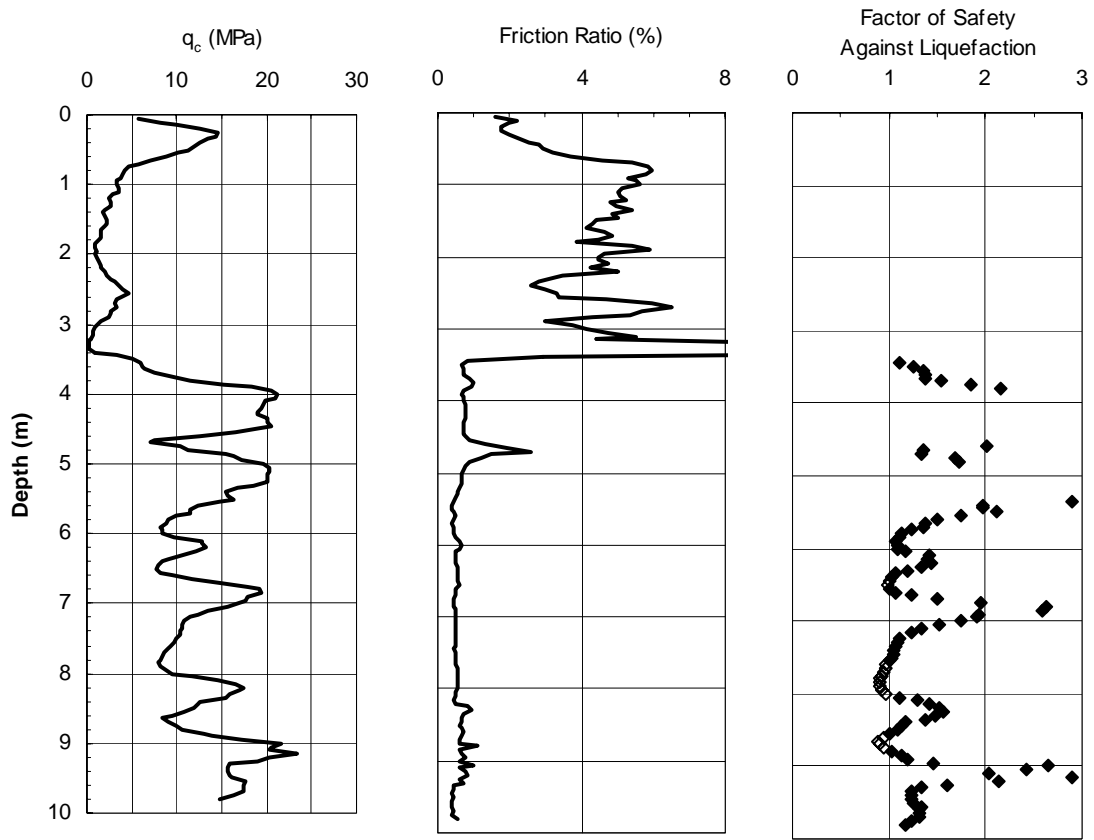 q_c (MPa)
0 10 20 30
Friction Ratio (%)
0 4 8
Factor of Safety
Against Liquefaction
0 1 2 3
Depth (m)
0
1
2
3
4
5
6
7
8
9
10